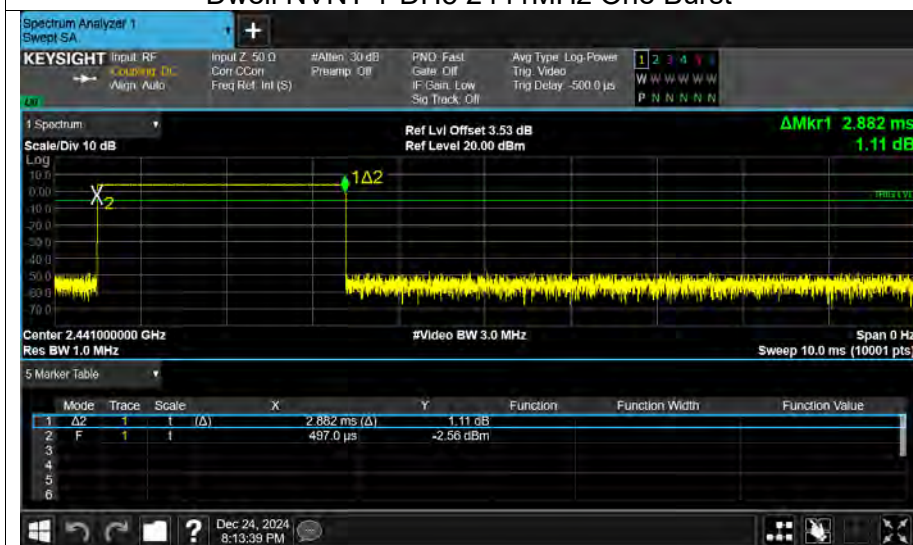 Dwell NVNT 1-DH5 2441MHz One Burst
Spectrum Analyzer 1
Swept SA
+
KEYSIGHT Input: RF Input Z: 50 Ω #Atten: 30 dB PNO: Fast Avg Type: Log-Power 1 2 3 4 5 6
Coupling: DC Corr CCorr Preamp: Off Gate: Off Trig: Video W W W W W W
Align: Auto Freq Ref: Int (S) IF Gain: Low Trig Delay: -500.0 µs
Sig Track: Off P N N N N N
1 Spectrum
Ref Lvl Offset 3.53 dB ΔMkr1 2.882 ms
Scale/Div 10 dB Ref Level 20.00 dBm 1.11 dB
Log
10.0
0.00
-10.0
-20.0
-30.0
-40.0
-50.0
-60.0
-70.0
1Δ2
X2
TRIG LVL
Center 2.441000000 GHz #Video BW 3.0 MHz Span 0 Hz
Res BW 1.0 MHz Sweep 10.0 ms (10001 pts)
5 Marker Table
Mode Trace Scale X Y Function Function Width Function Value
1 Δ2 1 t (Δ) 2.882 ms (Δ) 1.11 dB
2 F 1 t 497.0 µs -2.56 dBm
3
4
5
6
? Dec 24, 2024
8:13:39 PM